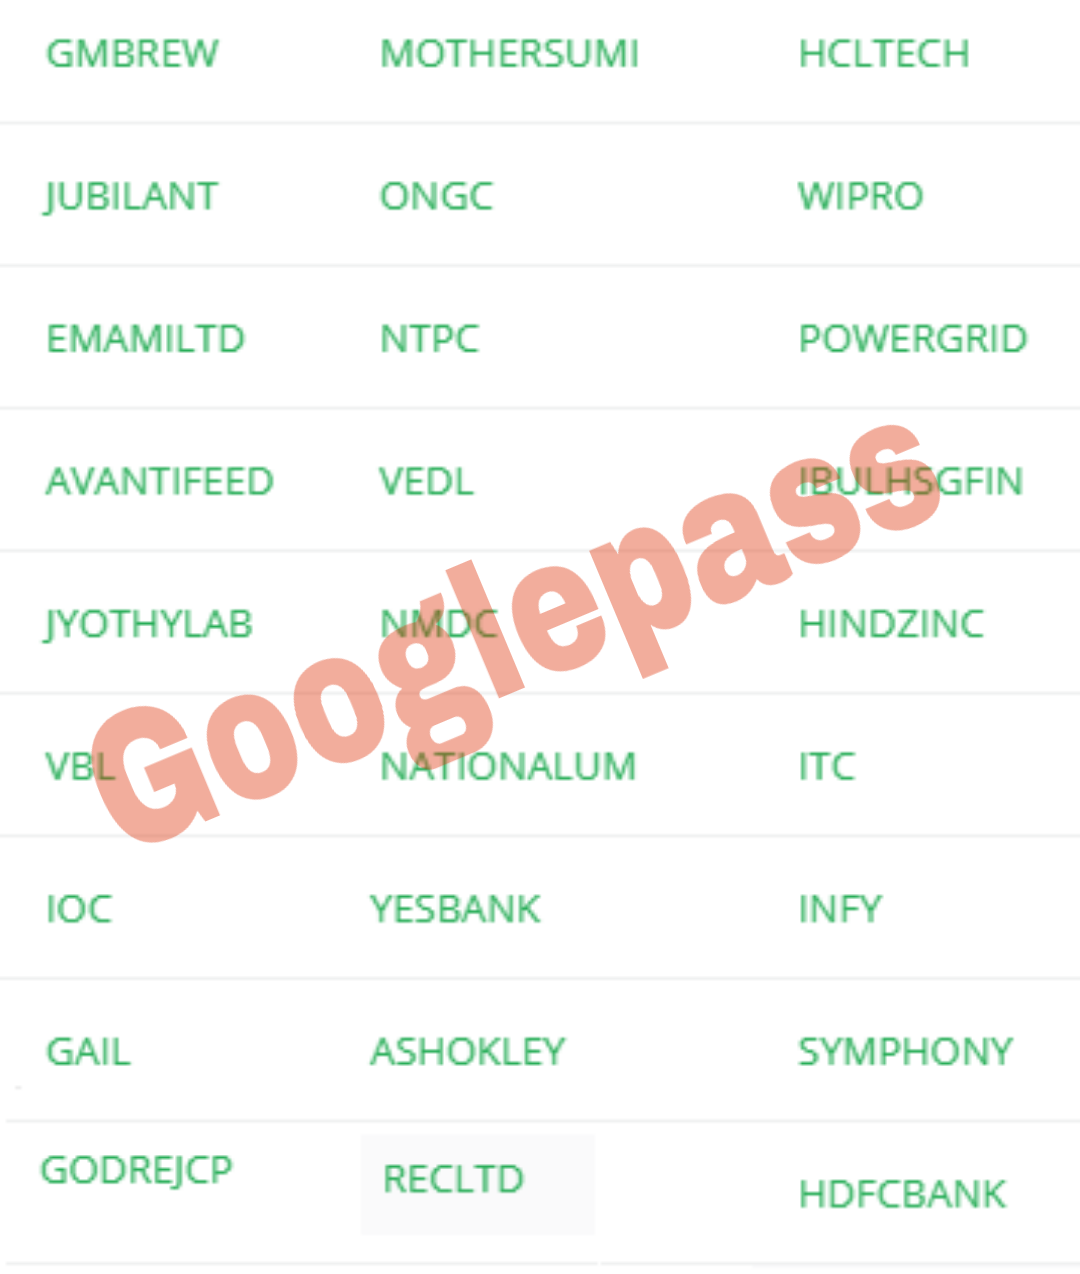 GMBREW MOTHERSUMI HCLTECH
JUBILANT ONGC WIPRO
EMAMILTD NTPC POWERGRID
AVANTIFEED VEDL IBULHSGFIN
JYOTHYLAB NMDC HINDZINC
VBL NATIONALUM ITC
IOC YESBANK INFY
GAIL ASHOKLEY SYMPHONY
GODREJCP RECLTD HDFCBANK
Googlepass